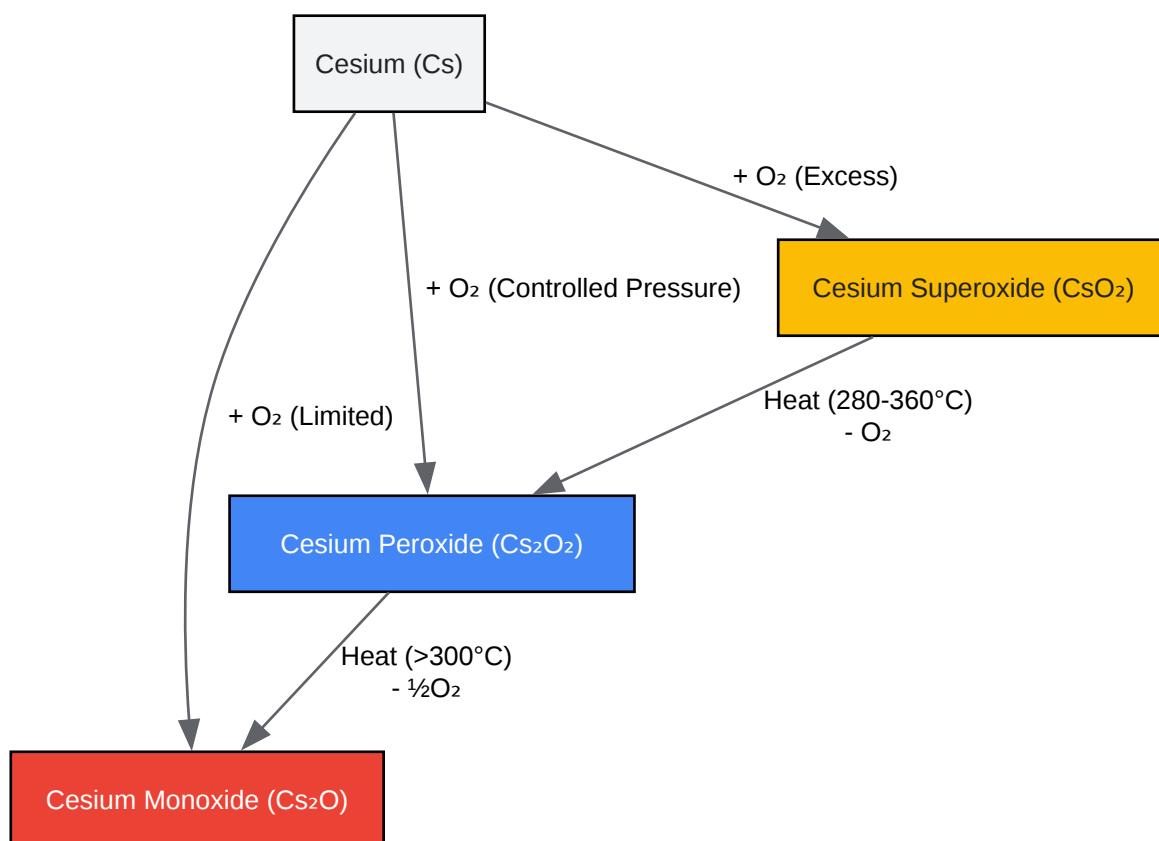 Cesium (Cs)
+ O₂ (Excess)
+ O₂ (Controlled Pressure)
Cesium Superoxide (CsO₂)
Heat (280-360°C)
- O₂
+ O₂ (Limited)
Cesium Peroxide (Cs₂O₂)
Heat (>300°C)
- ½O₂
Cesium Monoxide (Cs₂O)